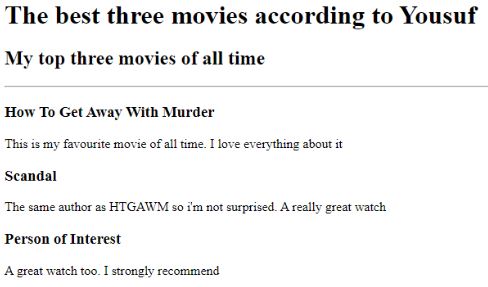 The best three movies according to Yousuf
My top three movies of all time
How To Get Away With Murder
This is my favourite movie of all time. I love everything about it
Scandal
The same author as HTGAWM so i'm not surprised. A really great watch
Person of Interest
A great watch too. I strongly recommend